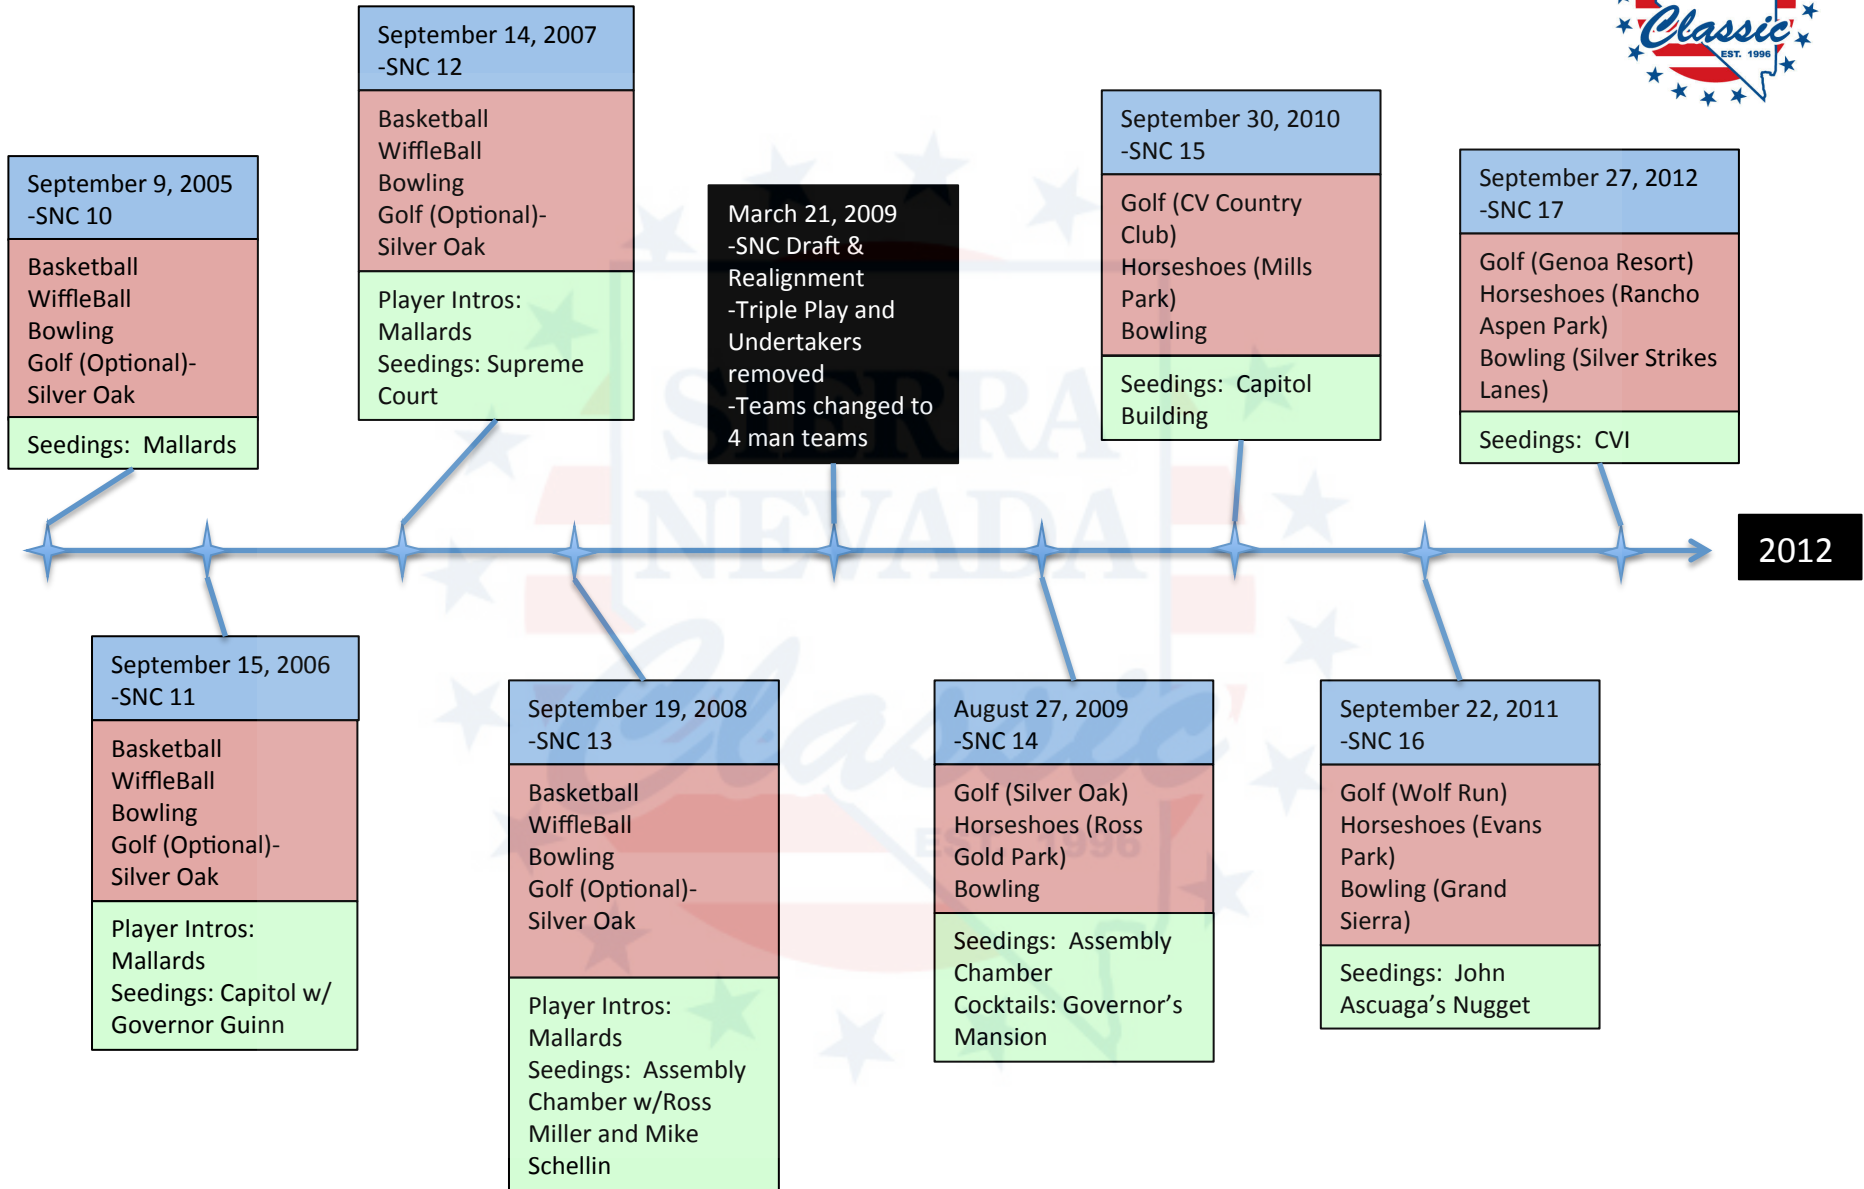 September 14, 2007
-SNC 12
Basketball
WiffleBall
Bowling
Golf (Optional)-
Silver Oak
Player Intros:
Mallards
Seedings: Supreme
Court
Classic
EST. 1996
September 9, 2005
-SNC 10
Basketball
WiffleBall
Bowling
Golf (Optional)-
Silver Oak
Seedings:  Mallards
March 21, 2009
-SNC Draft &
Realignment
-Triple Play and
Undertakers
removed
-Teams changed to
4 man teams
September 30, 2010
-SNC 15
Golf (CV Country
Club)
Horseshoes (Mills
Park)
Bowling
Seedings:  Capitol
Building
September 27, 2012
-SNC 17
Golf (Genoa Resort)
Horseshoes (Rancho
Aspen Park)
Bowling (Silver Strikes
Lanes)
Seedings:  CVI
2012
SIERRA
NEVADA
Classic
EST. 1996
September 15, 2006
-SNC 11
Basketball
WiffleBall
Bowling
Golf (Optional)-
Silver Oak
Player Intros:
Mallards
Seedings: Capitol w/
Governor Guinn
September 19, 2008
-SNC 13
Basketball
WiffleBall
Bowling
Golf (Optional)-
Silver Oak
Player Intros:
Mallards
Seedings:  Assembly
Chamber w/Ross
Miller and Mike
Schellin
August 27, 2009
-SNC 14
Golf (Silver Oak)
Horseshoes (Ross
Gold Park)
Bowling
Seedings:  Assembly
Chamber
Cocktails: Governor’s
Mansion
September 22, 2011
-SNC 16
Golf (Wolf Run)
Horseshoes (Evans
Park)
Bowling (Grand
Sierra)
Seedings:  John
Ascuaga’s Nugget